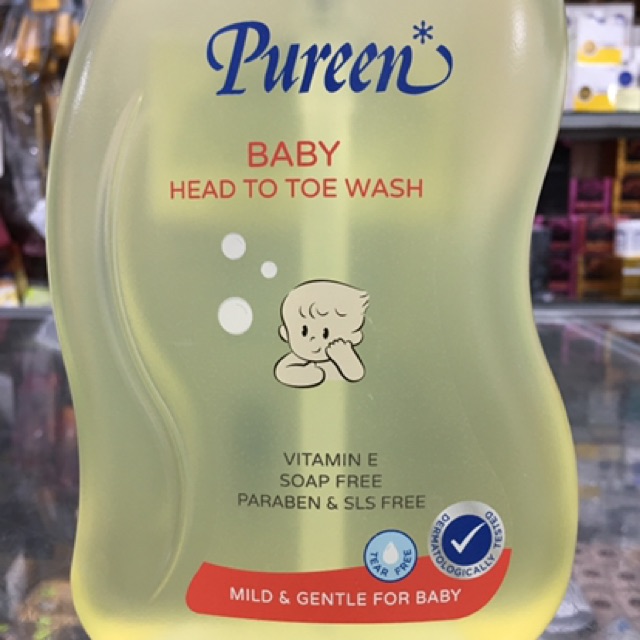 Pureen*
BABY
HEAD TO TOE WASH
VITAMIN E
SOAP FREE
PARABEN & SLS FREE
TEAR FREE
DERMATOLOGICALLY TESTED
MILD & GENTLE FOR BABY